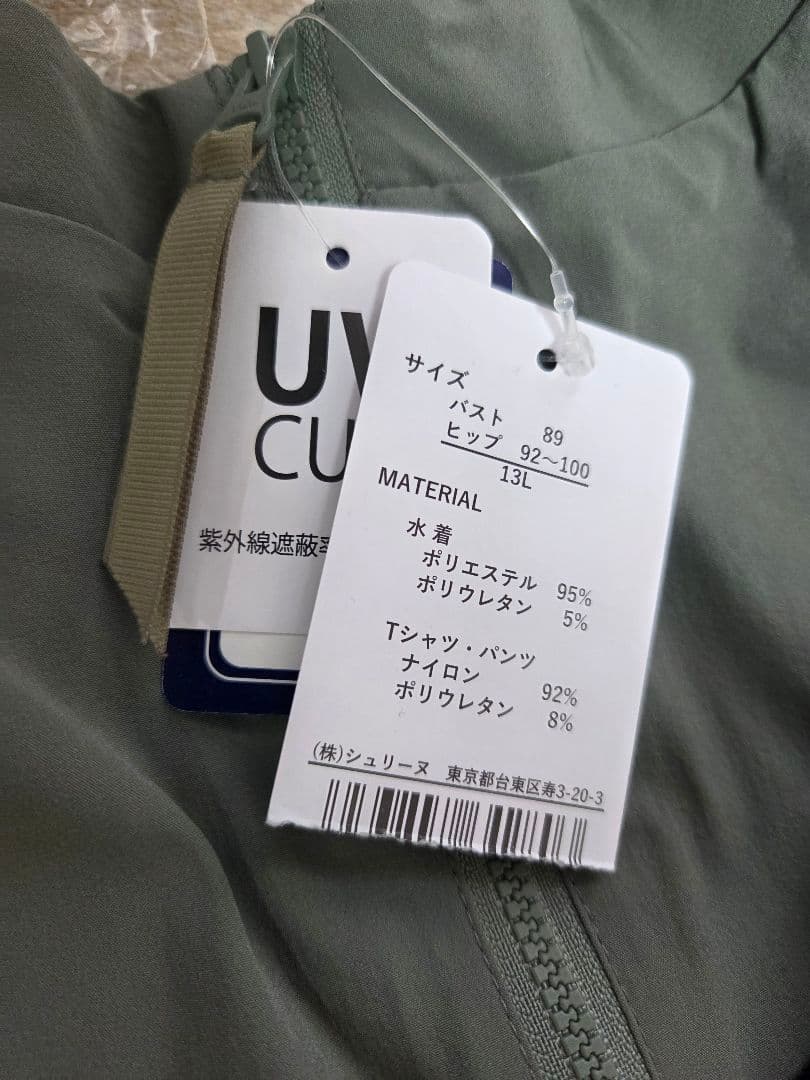 UV
CU
紫外線遮蔽率
サイズ
バスト 89
ヒップ 92〜100
13L
MATERIAL
水着
ポリエステル 95%
ポリウレタン 5%
Tシャツ・パンツ
ナイロン 92%
ポリウレタン 8%
(株)シュリーヌ 東京都台東区寿3-20-3